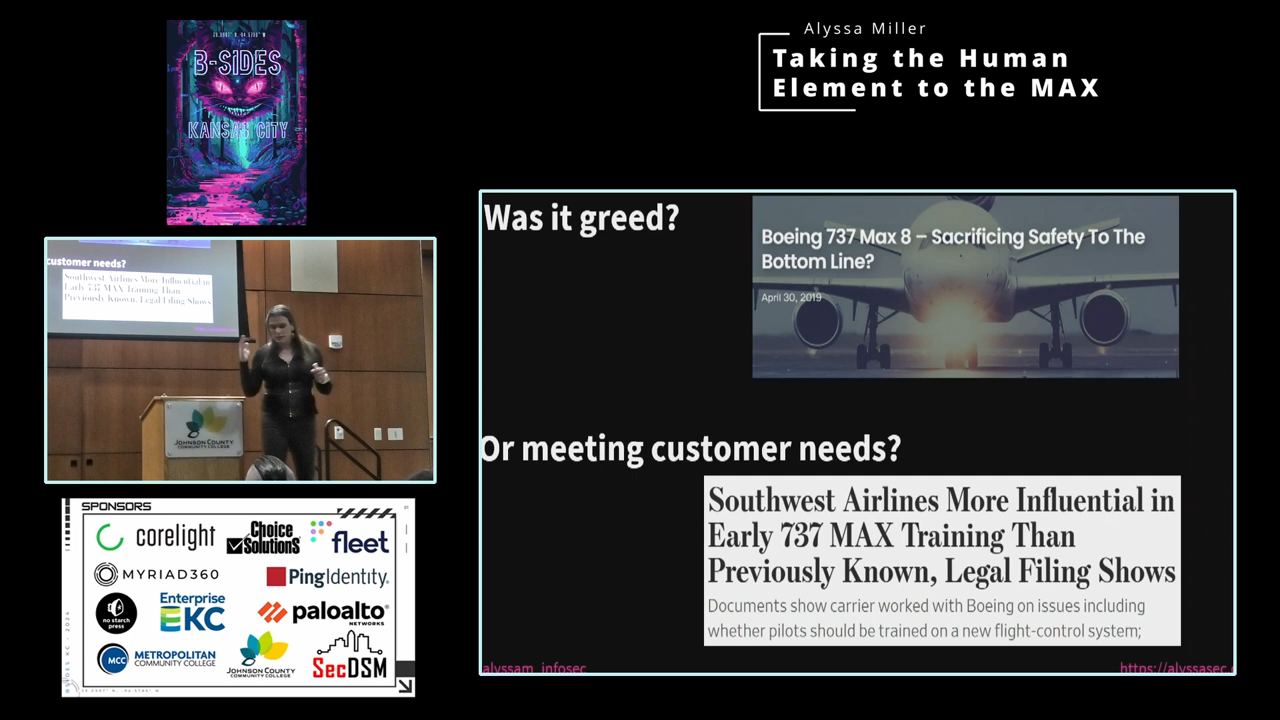 Alyssa Miller
Taking the Human
Element to the MAX
B-SIDES
KANSAS CITY
Was it greed?
Boeing 737 Max 8 – Sacrificing Safety To The
Bottom Line?
April 30, 2019
Or meeting customer needs?
Southwest Airlines More Influential in
Early 737 MAX Training Than
Previously Known, Legal Filing Shows
Documents show carrier worked with Boeing on issues including
whether pilots should be trained on a new flight-control system;
alyssam_infosec
https://alyssasec.
customer needs?
Southwest Airlines More Influential in
Early 737 MAX Training Than
Previously Known, Legal Filing Shows
JOHNSON COUNTY
COMMUNITY COLLEGE
SPONSORS
corelight
Choice
Solutions
fleet
MYRIAD360
PingIdentity
no starch
press
Enterprise
KC
paloalto
NETWORKS
MCC
METROPOLITAN
COMMUNITY COLLEGE
JOHNSON COUNTY
COMMUNITY COLLEGE
SecDSM